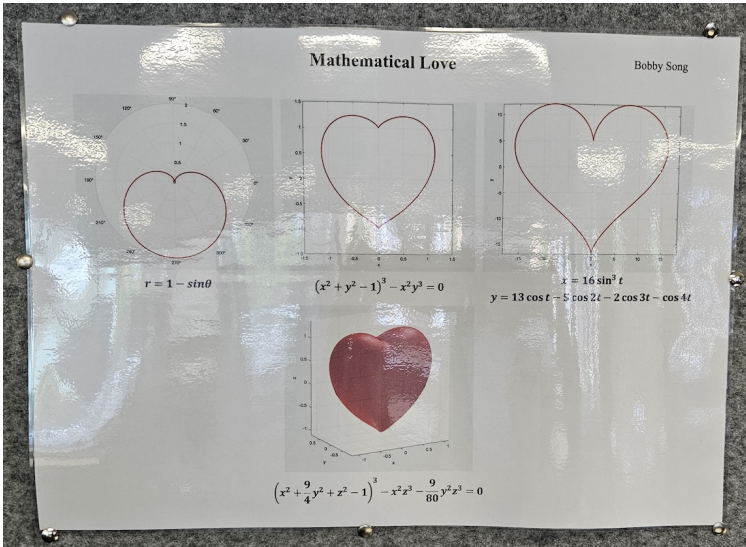 Mathematical Love
Bobby Song
r = 1 − sinθ
(x² + y² − 1)³ − x²y³ = 0
x = 16 sin³ t
y = 13 cos t − 5 cos 2t − 2 cos 3t − cos 4t
(x² + 9/4 y² + z² − 1)³ − x²z³ − 9/80 y²z³ = 0